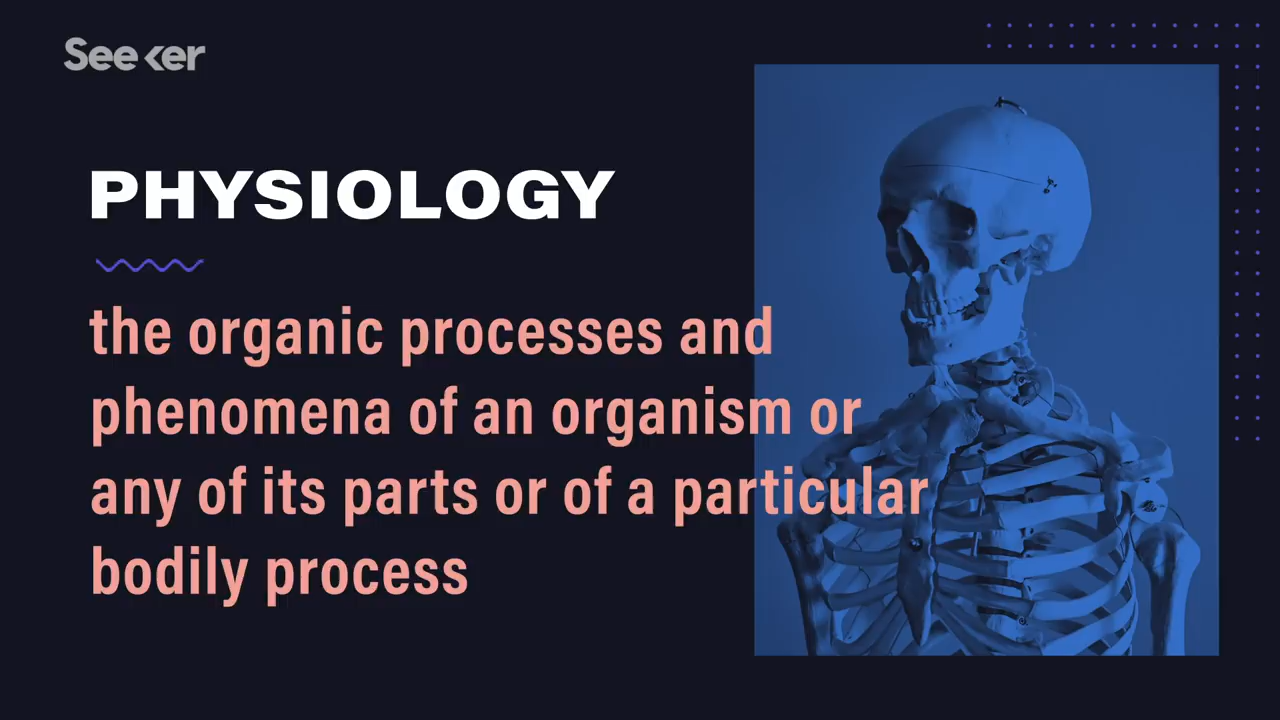 Seeker
PHYSIOLOGY
the organic processes and
phenomena of an organism or
any of its parts or of a particular
bodily process